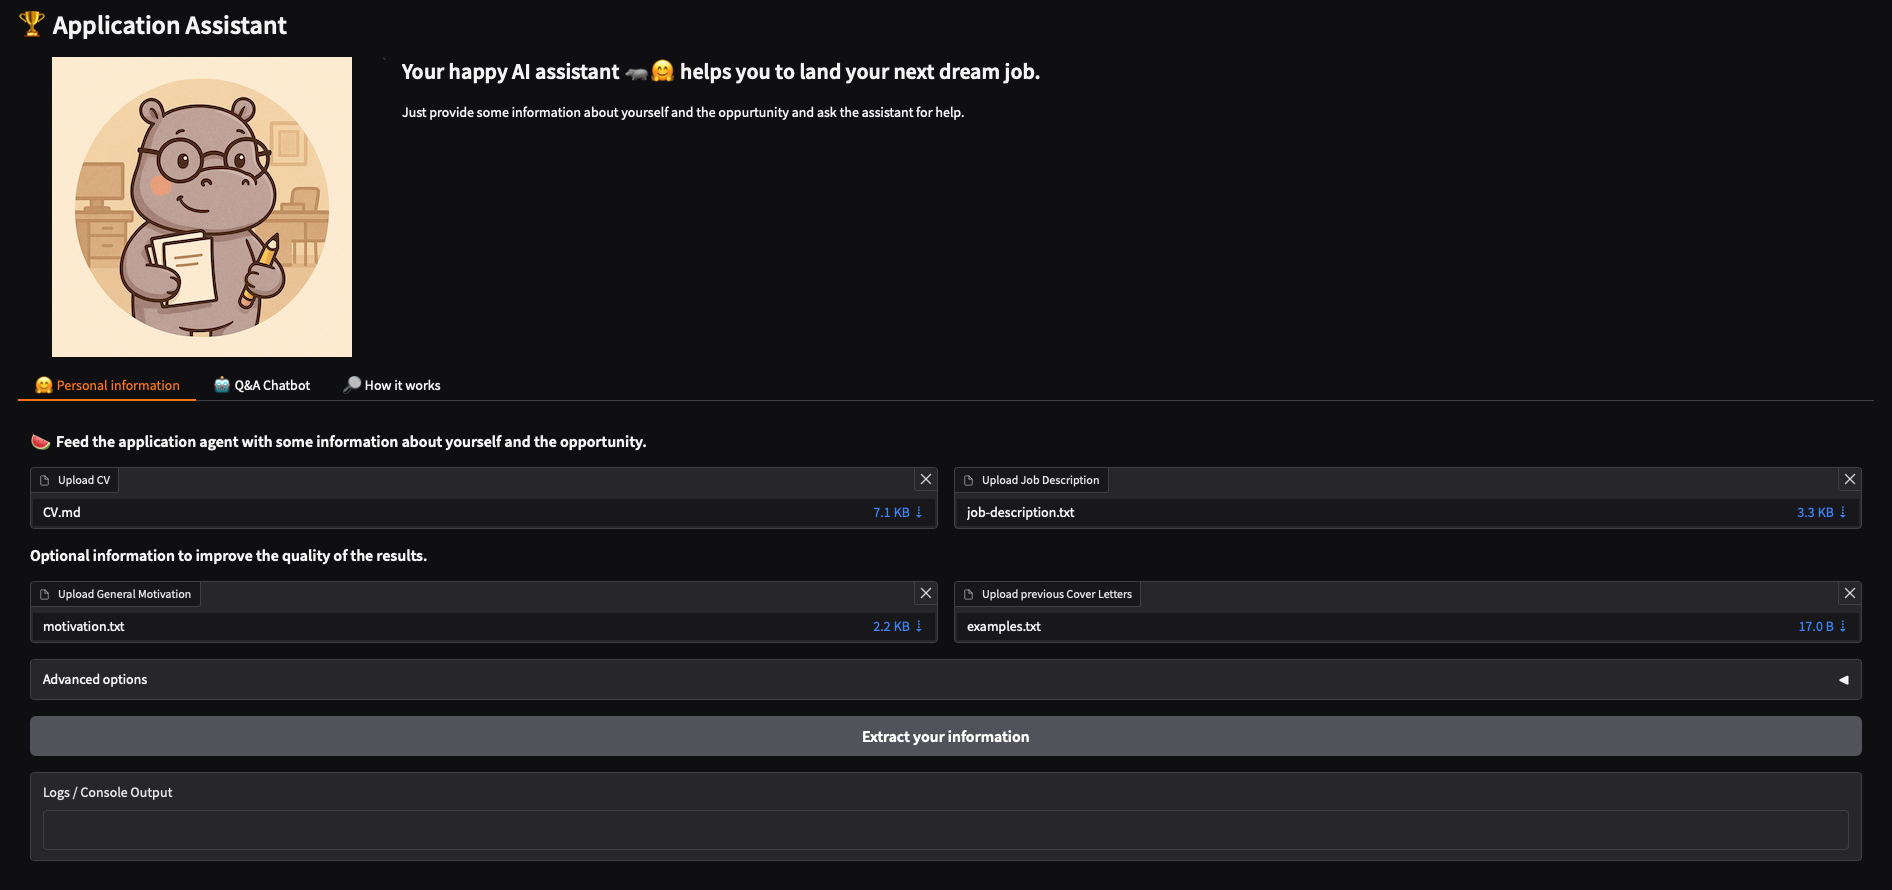 🏆 Application Assistant
Your happy AI assistant 🦛🤗 helps you to land your next dream job.
Just provide some information about yourself and the oppurtunity and ask the assistant for help.
🤗 Personal information
🤖 Q&A Chatbot
🔎 How it works
🍉 Feed the application agent with some information about yourself and the opportunity.
Upload CV
CV.md
7.1 KB ⇣
Upload Job Description
job-description.txt
3.3 KB ⇣
Optional information to improve the quality of the results.
Upload General Motivation
motivation.txt
2.2 KB ⇣
Upload previous Cover Letters
examples.txt
17.0 B ⇣
Advanced options
Extract your information
Logs / Console Output